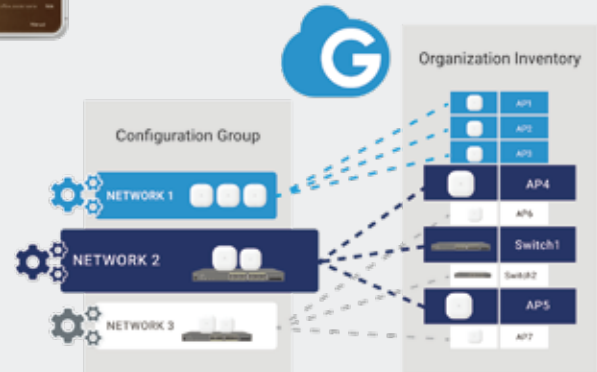 G
Organization Inventory
Configuration Group
AP1
AP2
AP3
NETWORK 1
AP4
AP6
NETWORK 2
Switch1
Switch2
AP5
NETWORK 3
AP7